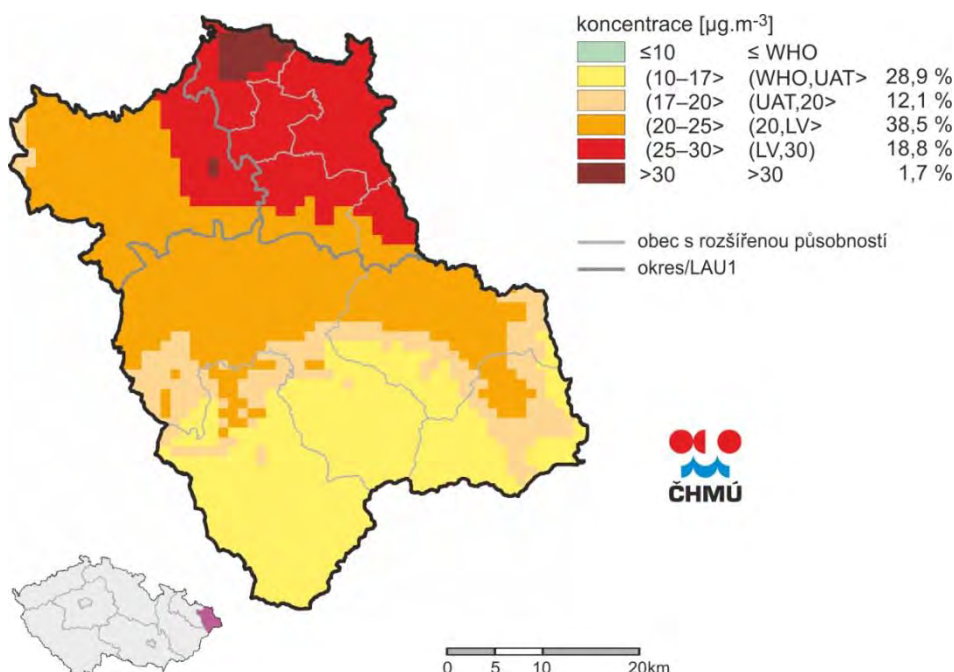 koncentrace [µg.m-3]
≤10 ≤ WHO
(10–17> (WHO,UAT> 28,9 %
(17–20> (UAT,20> 12,1 %
(20–25> (20,LV> 38,5 %
(25–30> (LV,30) 18,8 %
>30 >30 1,7 %
obec s rozšířenou působností
okres/LAU1
ČHMÚ
0 5 10 20km